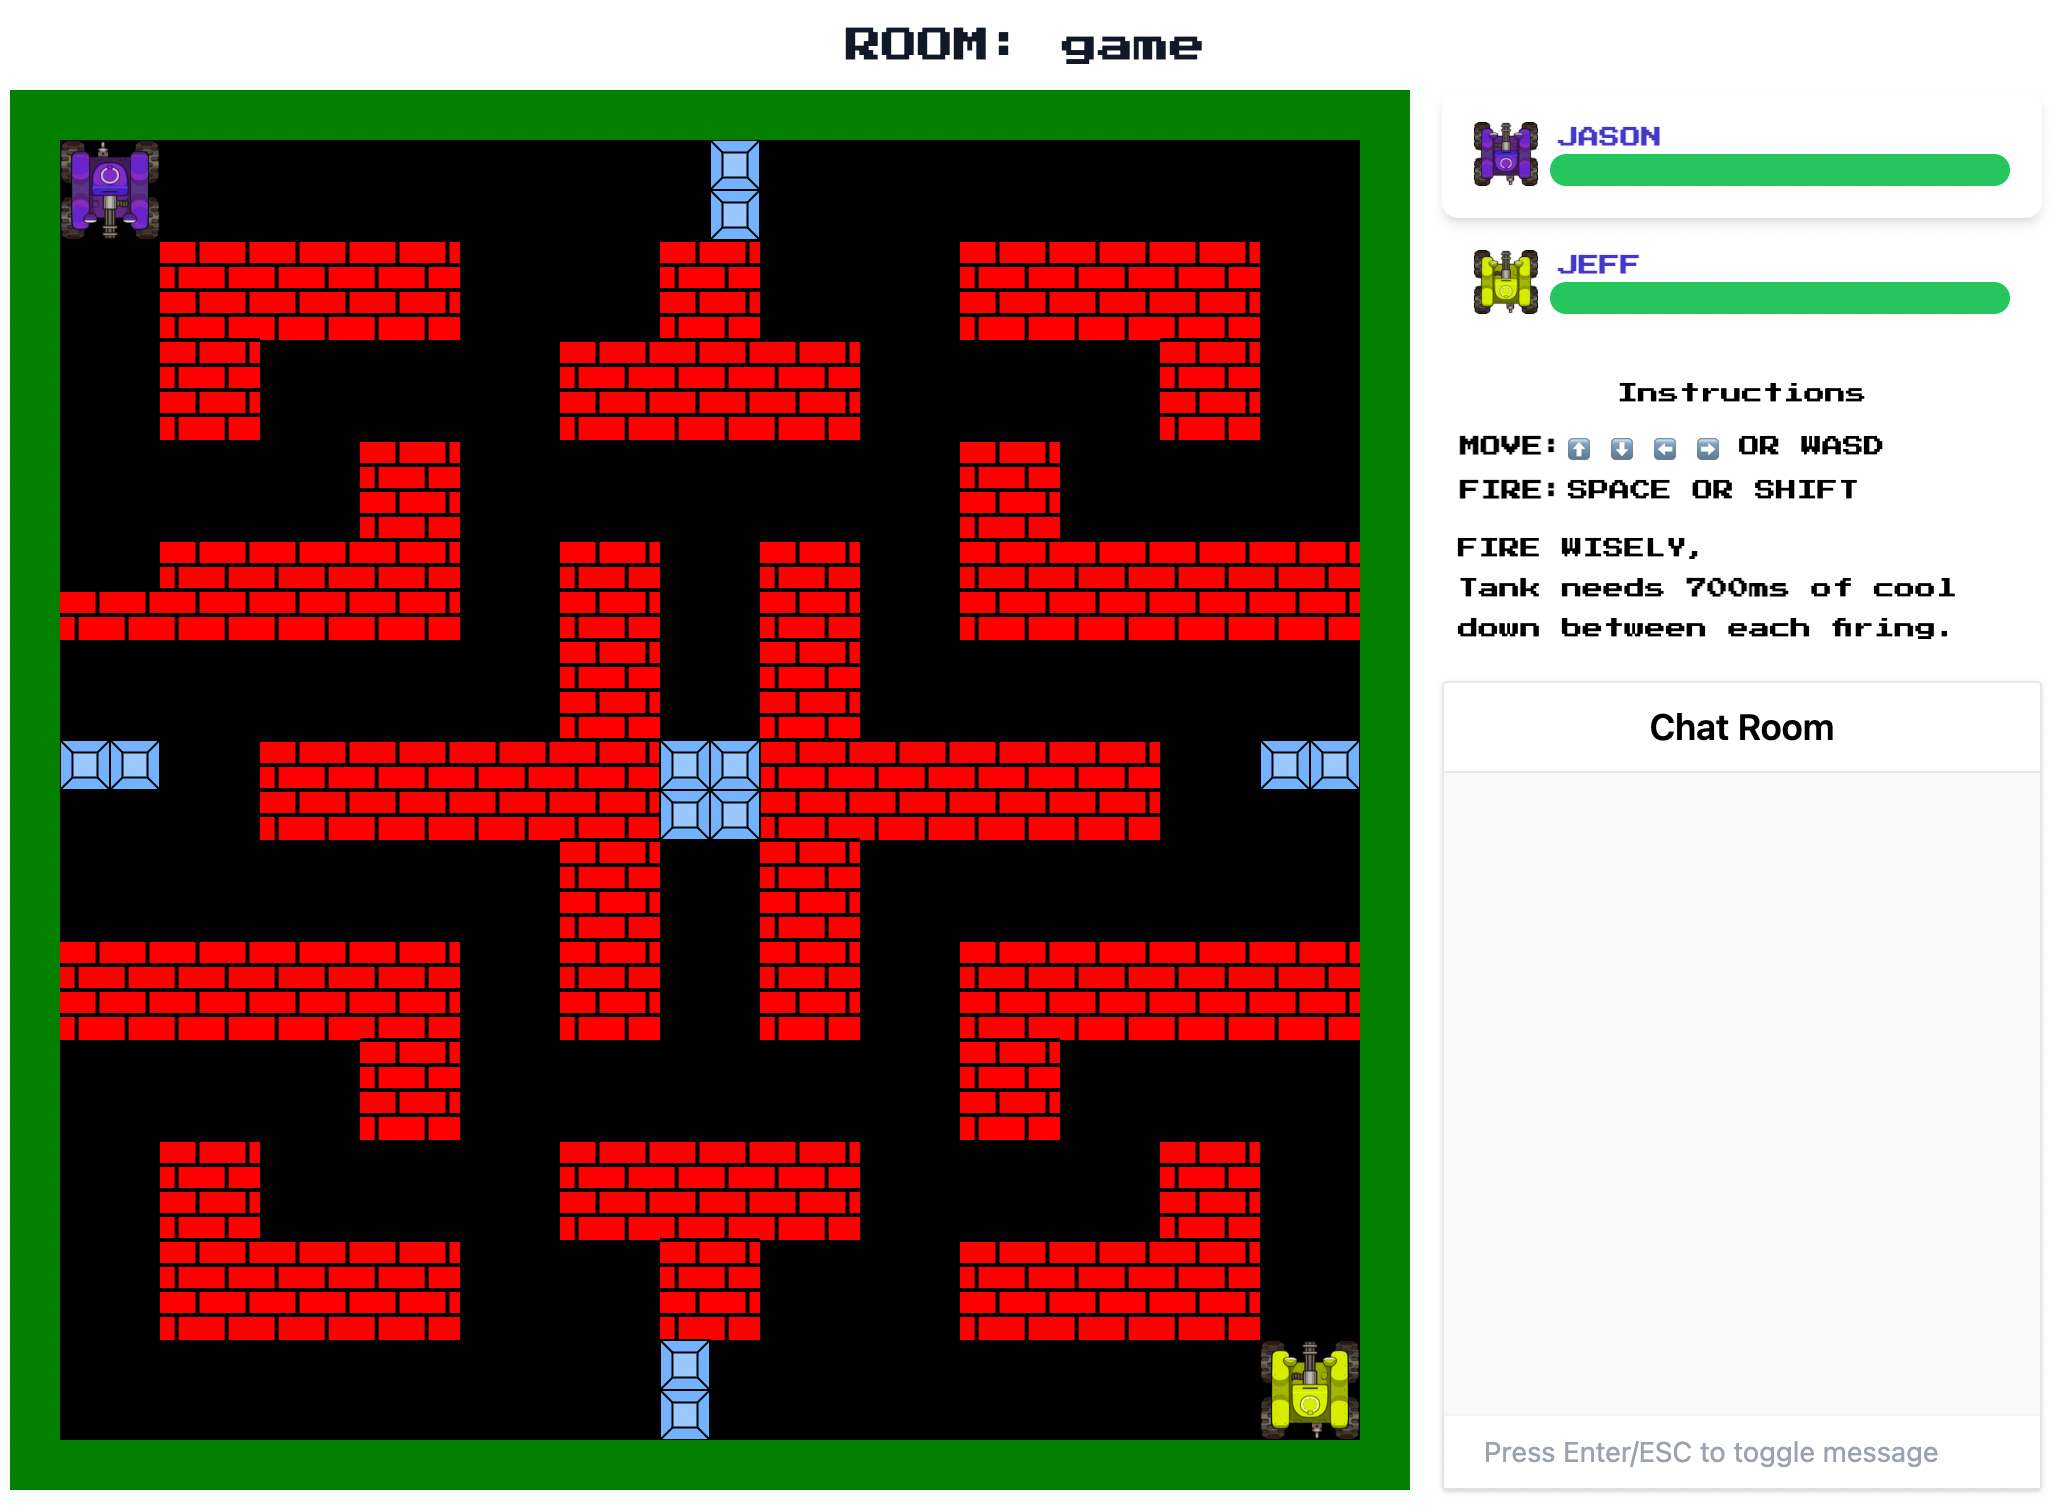 ROOM: game
JASON
JEFF
Instructions
MOVE: ⬆️ ⬇️ ⬅️ ➡️ OR WASD
FIRE: SPACE OR SHIFT
FIRE WISELY,
Tank needs 700ms of cool
down between each firing.
Chat Room
Press Enter/ESC to toggle message